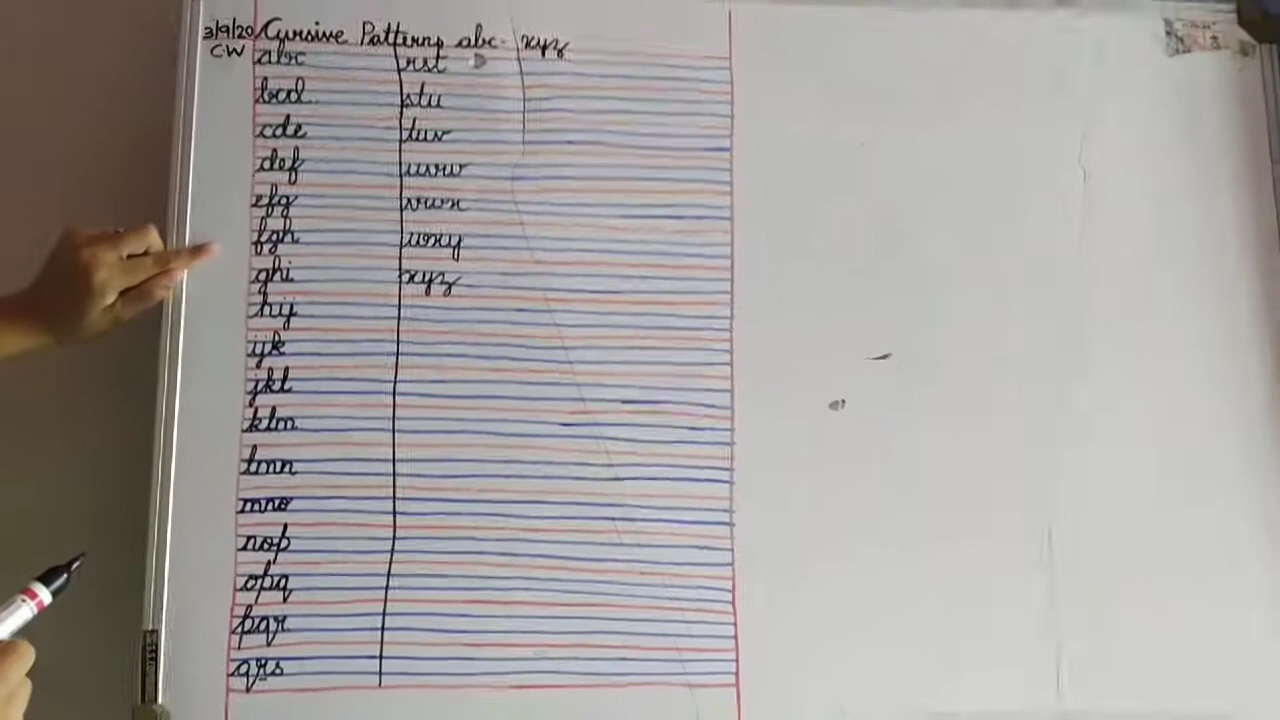 3/9/20 Cursive Patterns abc- xyz
CW
abc
bcd
cde
def
efg
fgh
ghi
hij
ijk
jkl
klm
lmn
mno
nop
opq
pqr
qrs
rst
stu
tuv
uvw
vwx
wxy
xyz